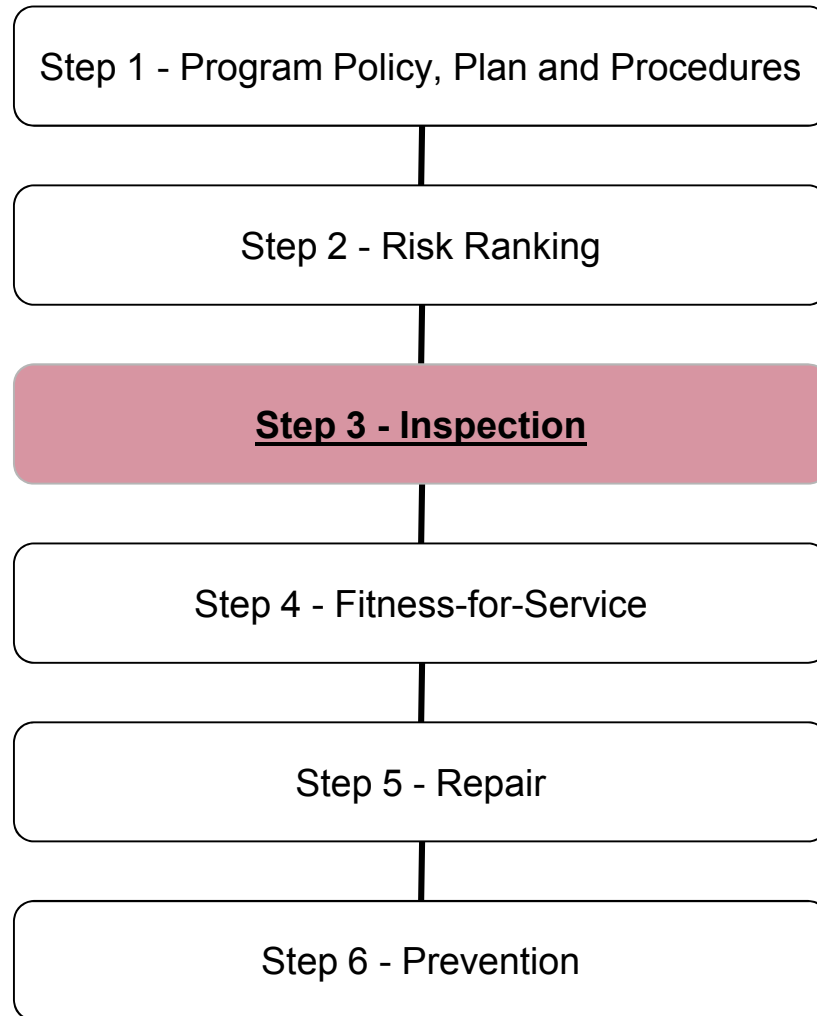 Step 1 - Program Policy, Plan and Procedures
Step 2 - Risk Ranking
Step 3 - Inspection
Step 4 - Fitness-for-Service
Step 5 - Repair
Step 6 - Prevention